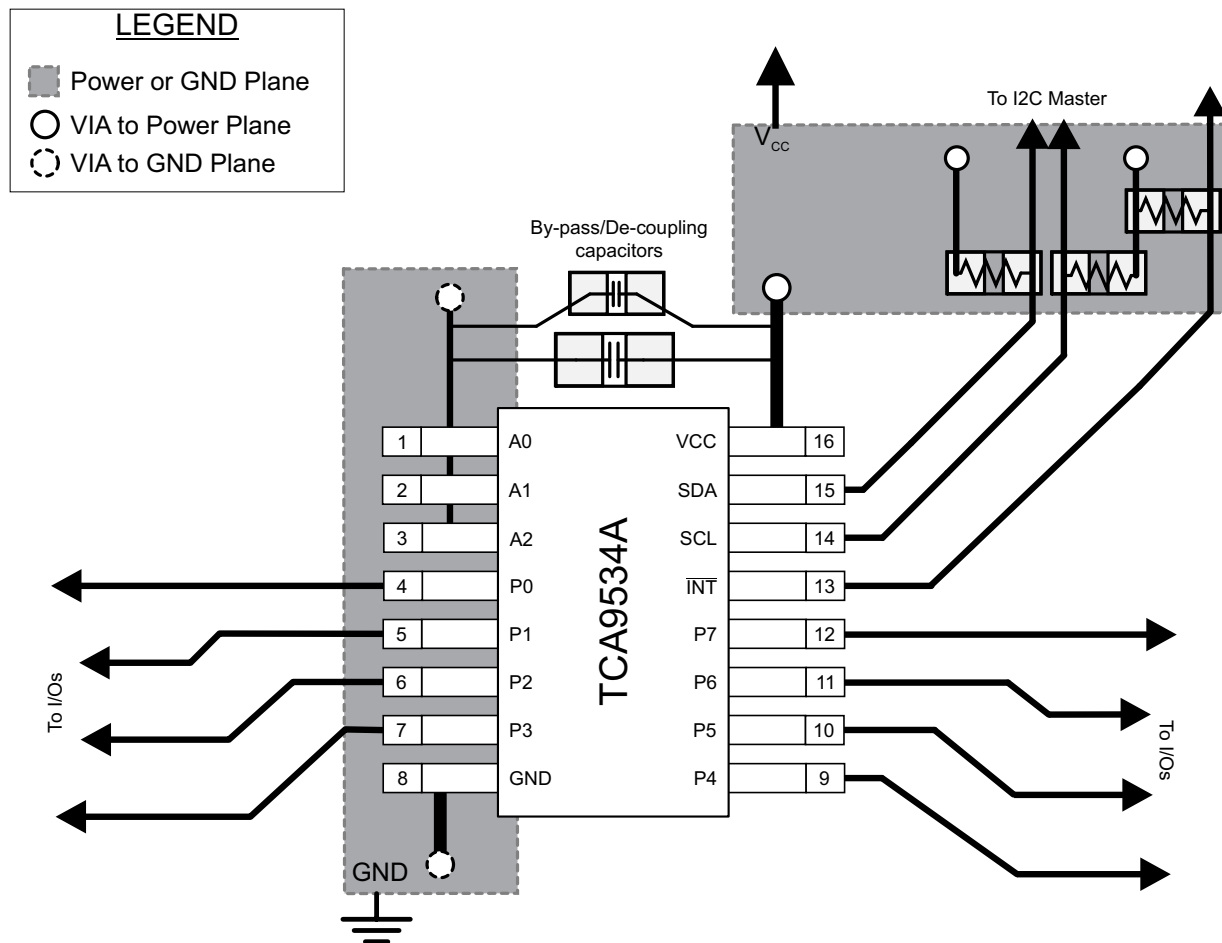 LEGEND
Power or GND Plane
VIA to Power Plane
VIA to GND Plane
To I2C Master
VCC
By-pass/De-coupling
capacitors
1 A0
2 A1
3 A2
4 P0
5 P1
6 P2
7 P3
8 GND
TCA9534A
VCC 16
SDA 15
SCL 14
INT 13
P7 12
P6 11
P5 10
P4 9
To I/Os
To I/Os
GND